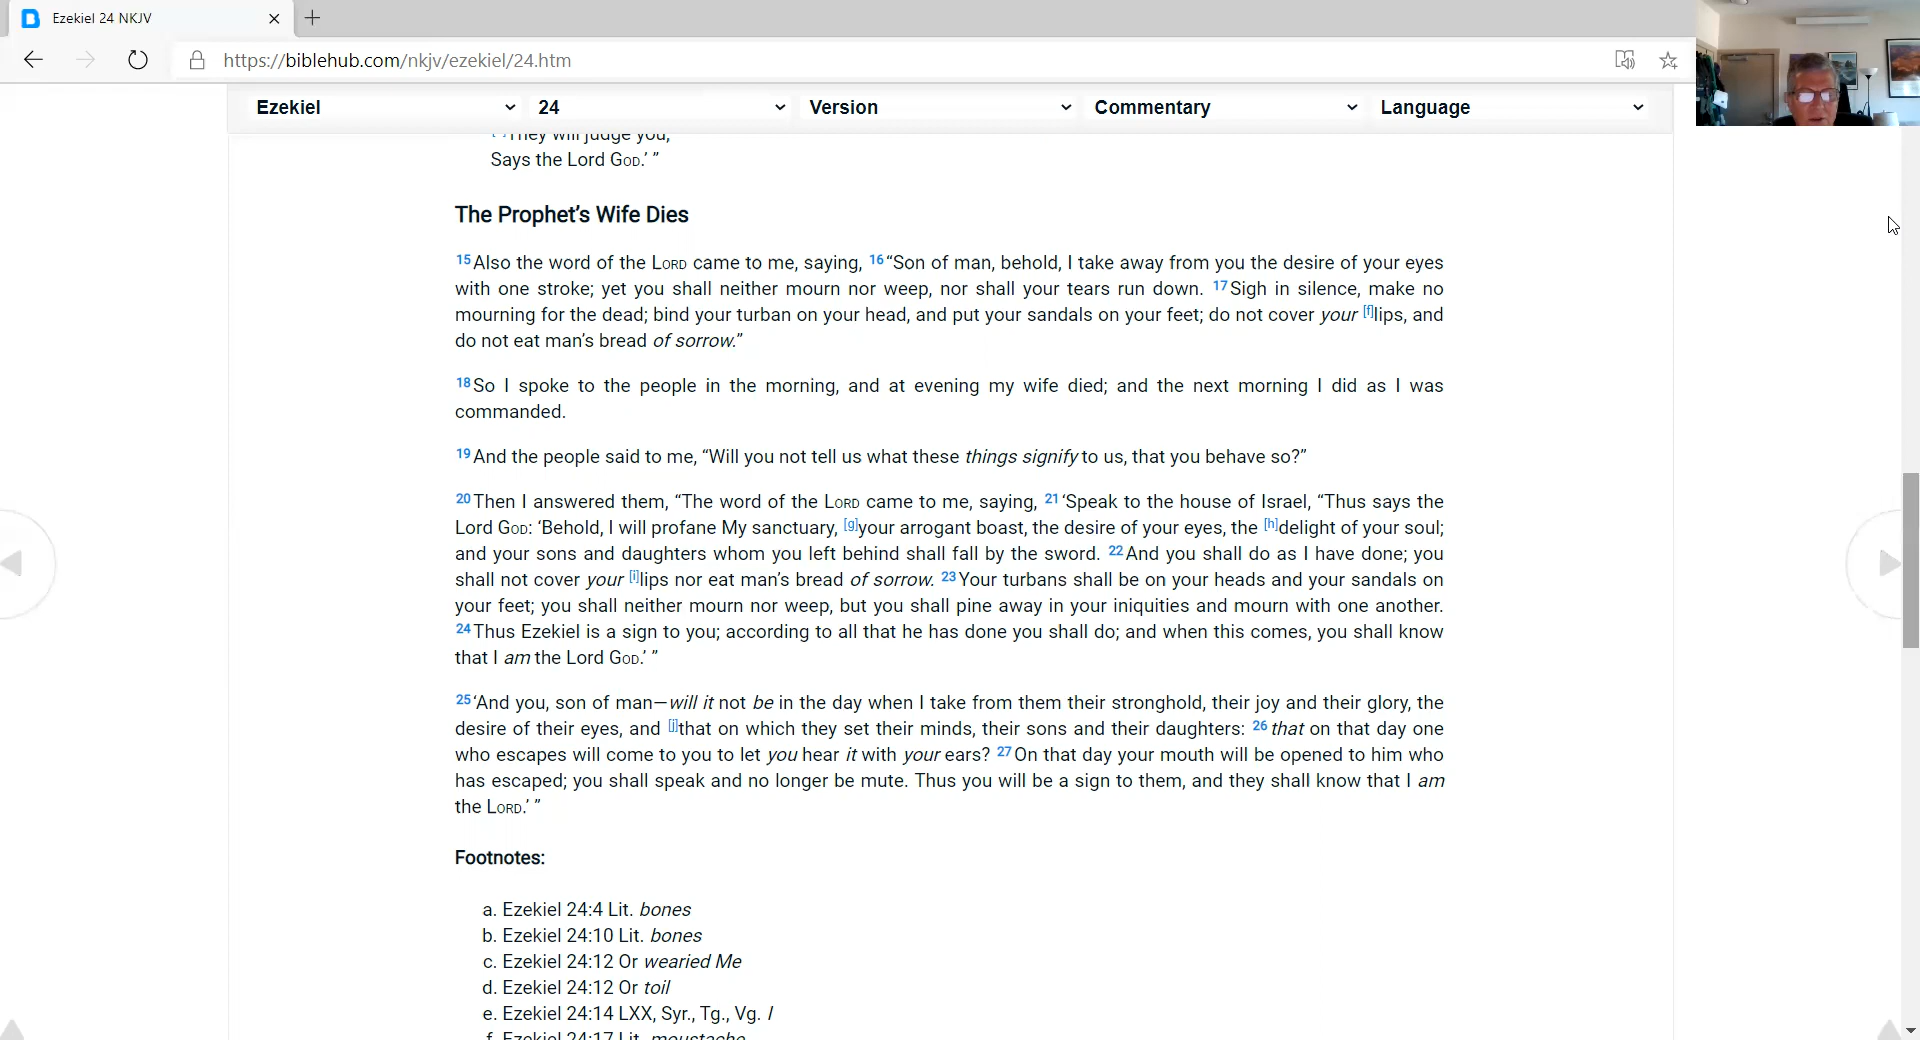 Ezekiel 24 NKJV
https://biblehub.com/nkjv/ezekiel/24.htm
Ezekiel 24 Version Commentary Language
They will judge you,
Says the Lord GOD.’ ”
The Prophet’s Wife Dies
15Also the word of the LORD came to me, saying, 16“Son of man, behold, I take away from you the desire of your eyes
with one stroke; yet you shall neither mourn nor weep, nor shall your tears run down. 17Sigh in silence, make no
mourning for the dead; bind your turban on your head, and put your sandals on your feet; do not cover your [f]lips, and
do not eat man’s bread of sorrow.”
18So I spoke to the people in the morning, and at evening my wife died; and the next morning I did as I was
commanded.
19And the people said to me, “Will you not tell us what these things signify to us, that you behave so?”
20Then I answered them, “The word of the LORD came to me, saying, 21‘Speak to the house of Israel, “Thus says the
Lord GOD: ‘Behold, I will profane My sanctuary, [g]your arrogant boast, the desire of your eyes, the [h]delight of your soul;
and your sons and daughters whom you left behind shall fall by the sword. 22And you shall do as I have done; you
shall not cover your [i]lips nor eat man’s bread of sorrow. 23Your turbans shall be on your heads and your sandals on
your feet; you shall neither mourn nor weep, but you shall pine away in your iniquities and mourn with one another.
24Thus Ezekiel is a sign to you; according to all that he has done you shall do; and when this comes, you shall know
that I am the Lord GOD.’ ”
25‘And you, son of man—will it not be in the day when I take from them their stronghold, their joy and their glory, the
desire of their eyes, and [j]that on which they set their minds, their sons and their daughters: 26that on that day one
who escapes will come to you to let you hear it with your ears? 27On that day your mouth will be opened to him who
has escaped; you shall speak and no longer be mute. Thus you will be a sign to them, and they shall know that I am
the LORD.’ ”
Footnotes:
a. Ezekiel 24:4 Lit. bones
b. Ezekiel 24:10 Lit. bones
c. Ezekiel 24:12 Or wearied Me
d. Ezekiel 24:12 Or toil
e. Ezekiel 24:14 LXX, Syr., Tg., Vg. I
f. Ezekiel 24:17 Lit. moustache